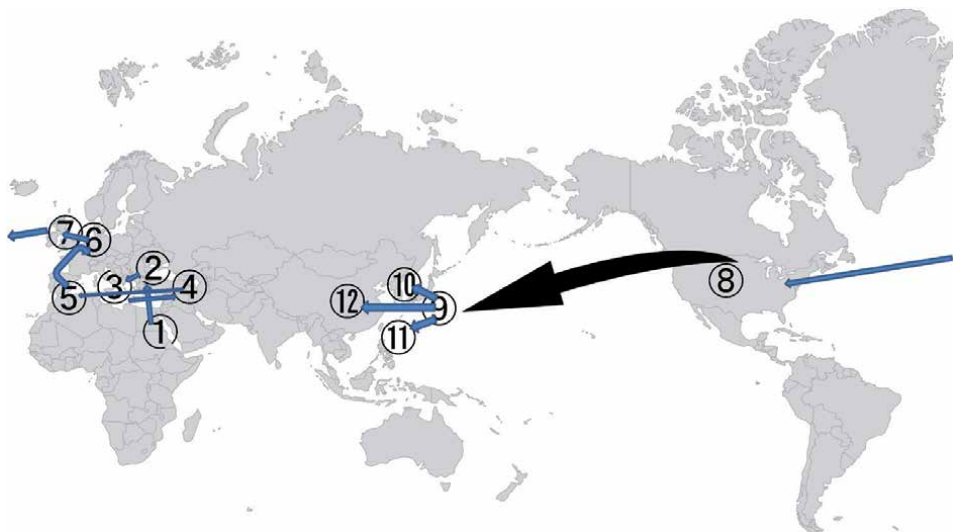 ⑦ ⑥
② ⑧
③ ④ ⑩
⑤ ⑫ ⑨
① ⑪